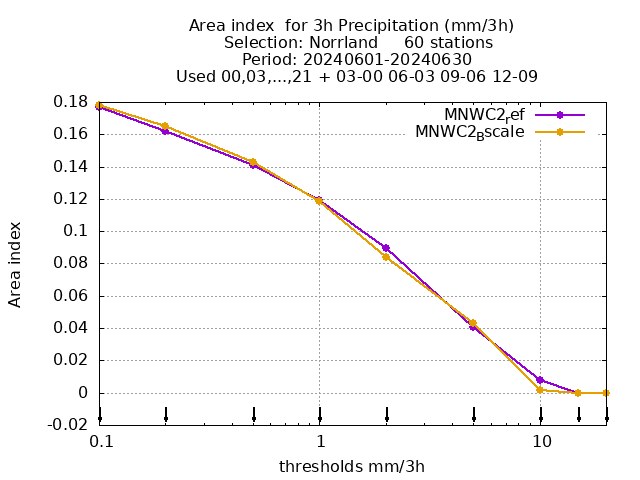 Area index  for 3h Precipitation (mm/3h)
Selection: Norrland     60 stations
Period: 20240601-20240630
Used 00,03,...,21 + 03-00 06-03 09-06 12-09
MNWC2ref
MNWC2Bscale
Area index
0.18
0.16
0.14
0.12
0.1
0.08
0.06
0.04
0.02
0
-0.02
0.1
1
10
thresholds mm/3h